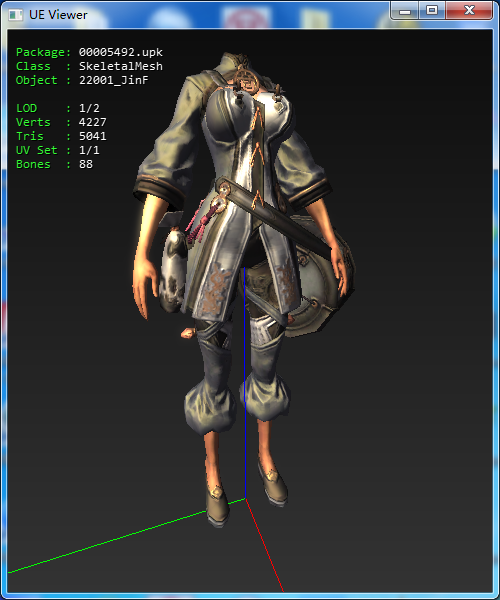 UE Viewer
Package: 00005492.upk
Class  : SkeletalMesh
Object : 22001_JinF
LOD    : 1/2
Verts  : 4227
Tris   : 5041
UV Set : 1/1
Bones  : 88